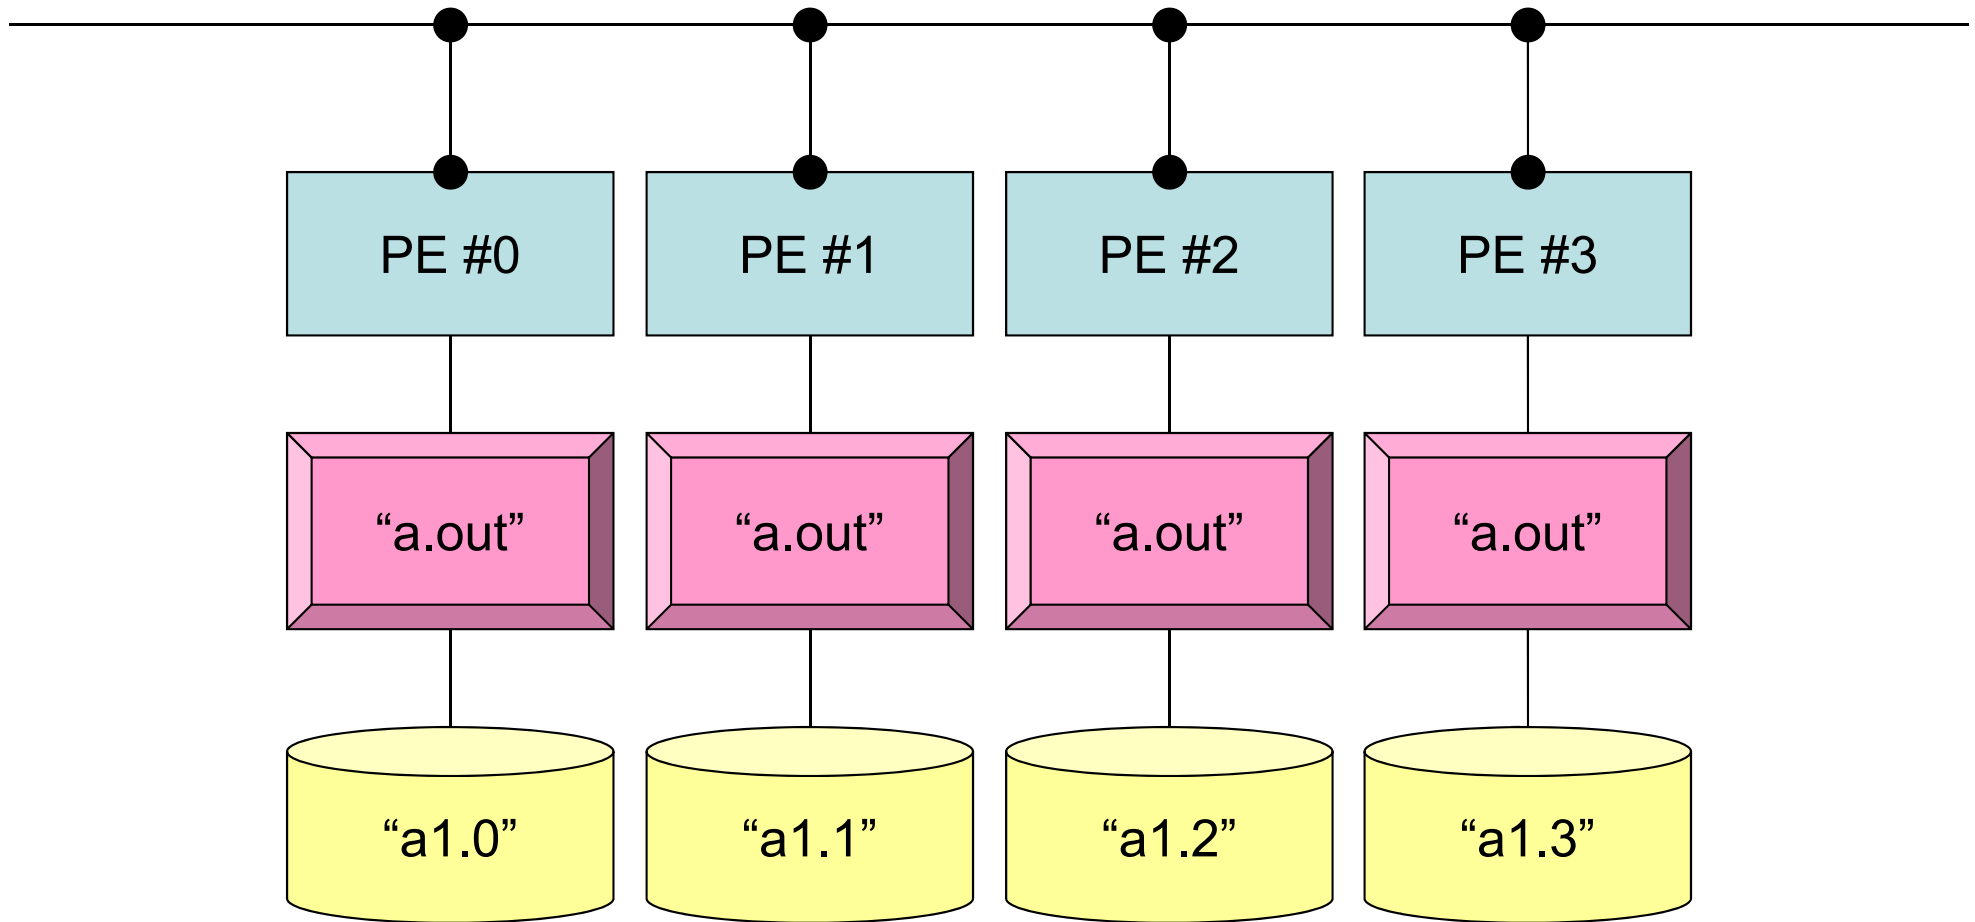 PE #0
PE #1
PE #2
PE #3
“a.out”
“a.out”
“a.out”
“a.out”
“a1.0”
“a1.1”
“a1.2”
“a1.3”